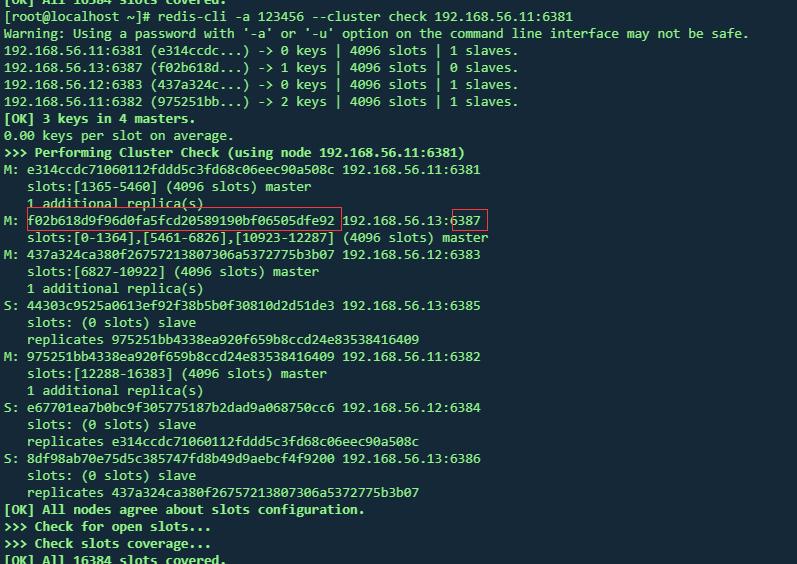 [OK] All 16384 slots covered.
[root@localhost ~]# redis-cli -a 123456 --cluster check 192.168.56.11:6381
Warning: Using a password with '-a' or '-u' option on the command line interface may not be safe.
192.168.56.11:6381 (e314ccdc...) -> 0 keys | 4096 slots | 1 slaves.
192.168.56.13:6387 (f02b618d...) -> 1 keys | 4096 slots | 0 slaves.
192.168.56.12:6383 (437a324c...) -> 0 keys | 4096 slots | 1 slaves.
192.168.56.11:6382 (975251bb...) -> 2 keys | 4096 slots | 1 slaves.
[OK] 3 keys in 4 masters.
0.00 keys per slot on average.
>>> Performing Cluster Check (using node 192.168.56.11:6381)
M: e314ccdc71060112fddd5c3fd68c06eec90a508c 192.168.56.11:6381
   slots:[1365-5460] (4096 slots) master
   1 additional replica(s)
M: f02b618d9f96d0fa5fcd20589190bf06505dfe92 192.168.56.13:6387
   slots:[0-1364],[5461-6826],[10923-12287] (4096 slots) master
M: 437a324ca380f26757213807306a5372775b3b07 192.168.56.12:6383
   slots:[6827-10922] (4096 slots) master
   1 additional replica(s)
S: 44303c9525a0613ef92f38b5b0f30810d2d51de3 192.168.56.13:6385
   slots: (0 slots) slave
   replicates 975251bb4338ea920f659b8ccd24e83538416409
M: 975251bb4338ea920f659b8ccd24e83538416409 192.168.56.11:6382
   slots:[12288-16383] (4096 slots) master
   1 additional replica(s)
S: e67701ea7b0bc9f305775187b2dad9a068750cc6 192.168.56.12:6384
   slots: (0 slots) slave
   replicates e314ccdc71060112fddd5c3fd68c06eec90a508c
S: 8df98ab70e75d5c385747fd8b49d9aebcf4f9200 192.168.56.13:6386
   slots: (0 slots) slave
   replicates 437a324ca380f26757213807306a5372775b3b07
[OK] All nodes agree about slots configuration.
>>> Check for open slots...
>>> Check slots coverage...
[OK] All 16384 slots covered.